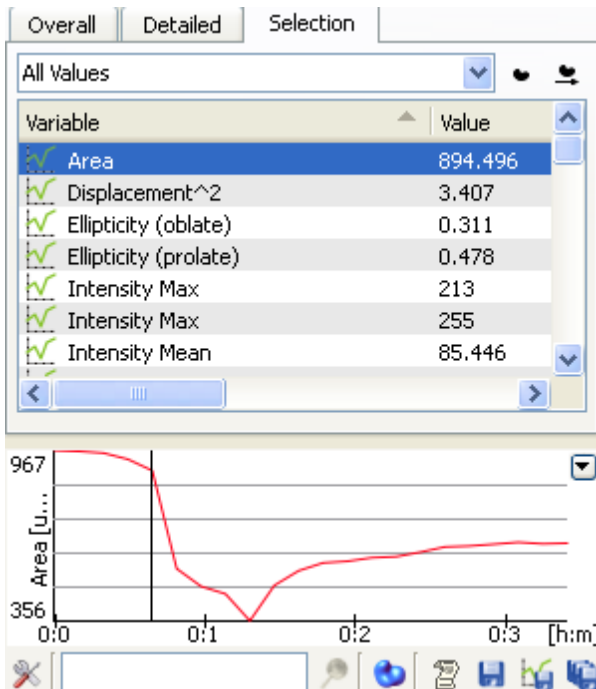 Overall Detailed Selection
All Values
Variable Value
Area 894.496
Displacement^2 3.407
Ellipticity (oblate) 0.311
Ellipticity (prolate) 0.478
Intensity Max 213
Intensity Max 255
Intensity Mean 85.446
967
Area [u...
356
0:0 0:1 0:2 0:3 [h:m]